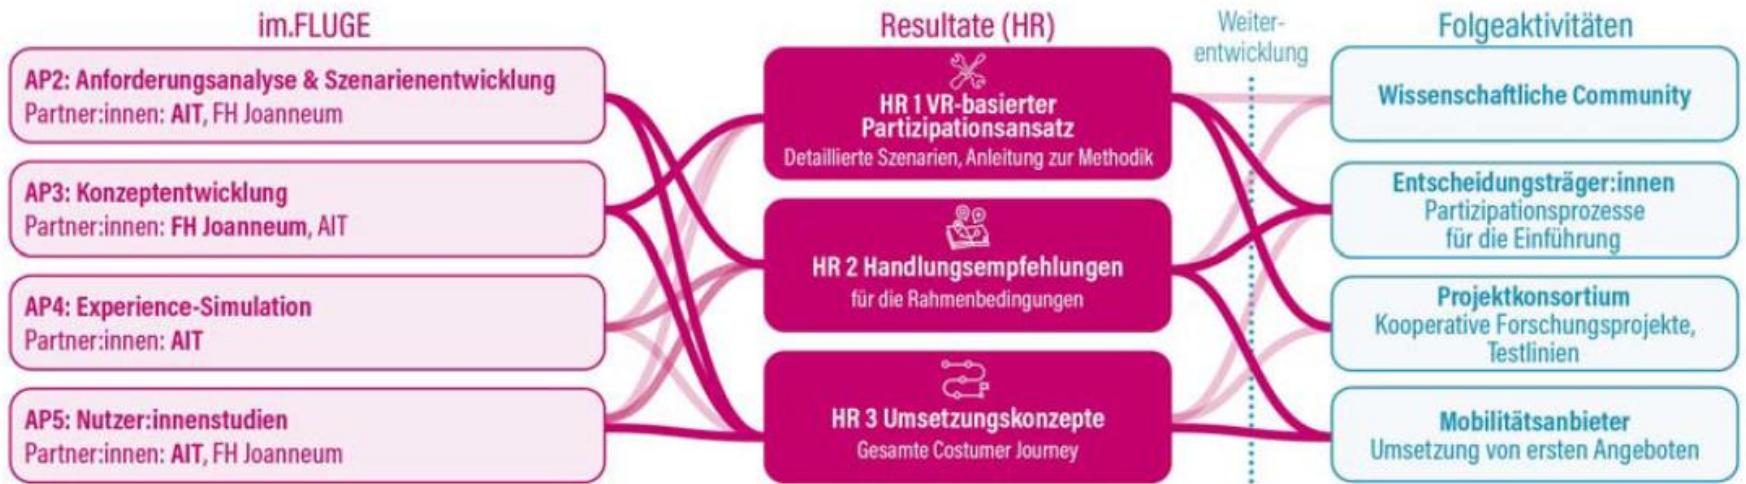 im.FLUGE
AP2: Anforderungsanalyse & Szenarienentwicklung
Partner:innen: AIT, FH Joanneum
AP3: Konzeptentwicklung
Partner:innen: FH Joanneum, AIT
AP4: Experience-Simulation
Partner:innen: AIT
AP5: Nutzer:innenstudien
Partner:innen: AIT, FH Joanneum
Resultate (HR)
HR 1 VR-basierter
Partizipationsansatz
Detaillierte Szenarien, Anleitung zur Methodik
HR 2 Handlungsempfehlungen
für die Rahmenbedingungen
HR 3 Umsetzungskonzepte
Gesamte Costumer Journey
Weiter-
entwicklung
Folgeaktivitäten
Wissenschaftliche Community
Entscheidungsträger:innen
Partizipationsprozesse
für die Einführung
Projektkonsortium
Kooperative Forschungsprojekte,
Testlinien
Mobilitätsanbieter
Umsetzung von ersten Angeboten